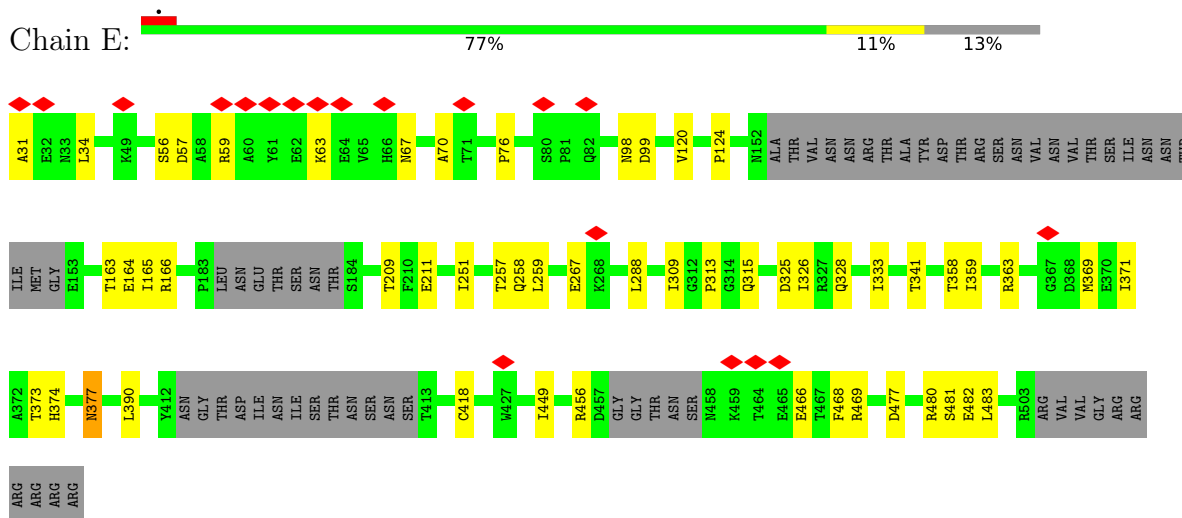 Chain E:
77% 11% 13%
A31 E32 N33 L34 K49 S56 D57 A58 R59 A60 Y61 E62 K63 E64 V65 H66 N67 A70 T71 P76 S80 P81 Q82 N98 D99 V120 P124 N152 ALA THR VAL ASN ASN ARG THR ALA TYR ASP THR ARG SER ASN VAL ASN VAL THR SER ILE ASN ASN THR
ILE MET GLY E153 T163 E164 I165 R166 P183 LEU ASN GLU THR SER ASN THR S184 T209 F210 E211 I251 T257 Q258 L259 E267 K268 L288 I309 G312 P313 G314 Q315 D325 I326 R327 Q328 I333 T341 T358 I359 R363 G367 D368 M369 E370 I371
A372 T373 H374 N377 L390 Y412 ASN GLY THR ASP ILE ASN ILE SER THR ASN SER ASN SER T413 C418 W427 I449 R456 D457 GLY GLY THR ASN SER N458 K459 T464 E465 E466 T467 F468 R469 D477 R480 S481 E482 L483 R503 ARG VAL VAL GLY ARG ARG
ARG ARG ARG ARG